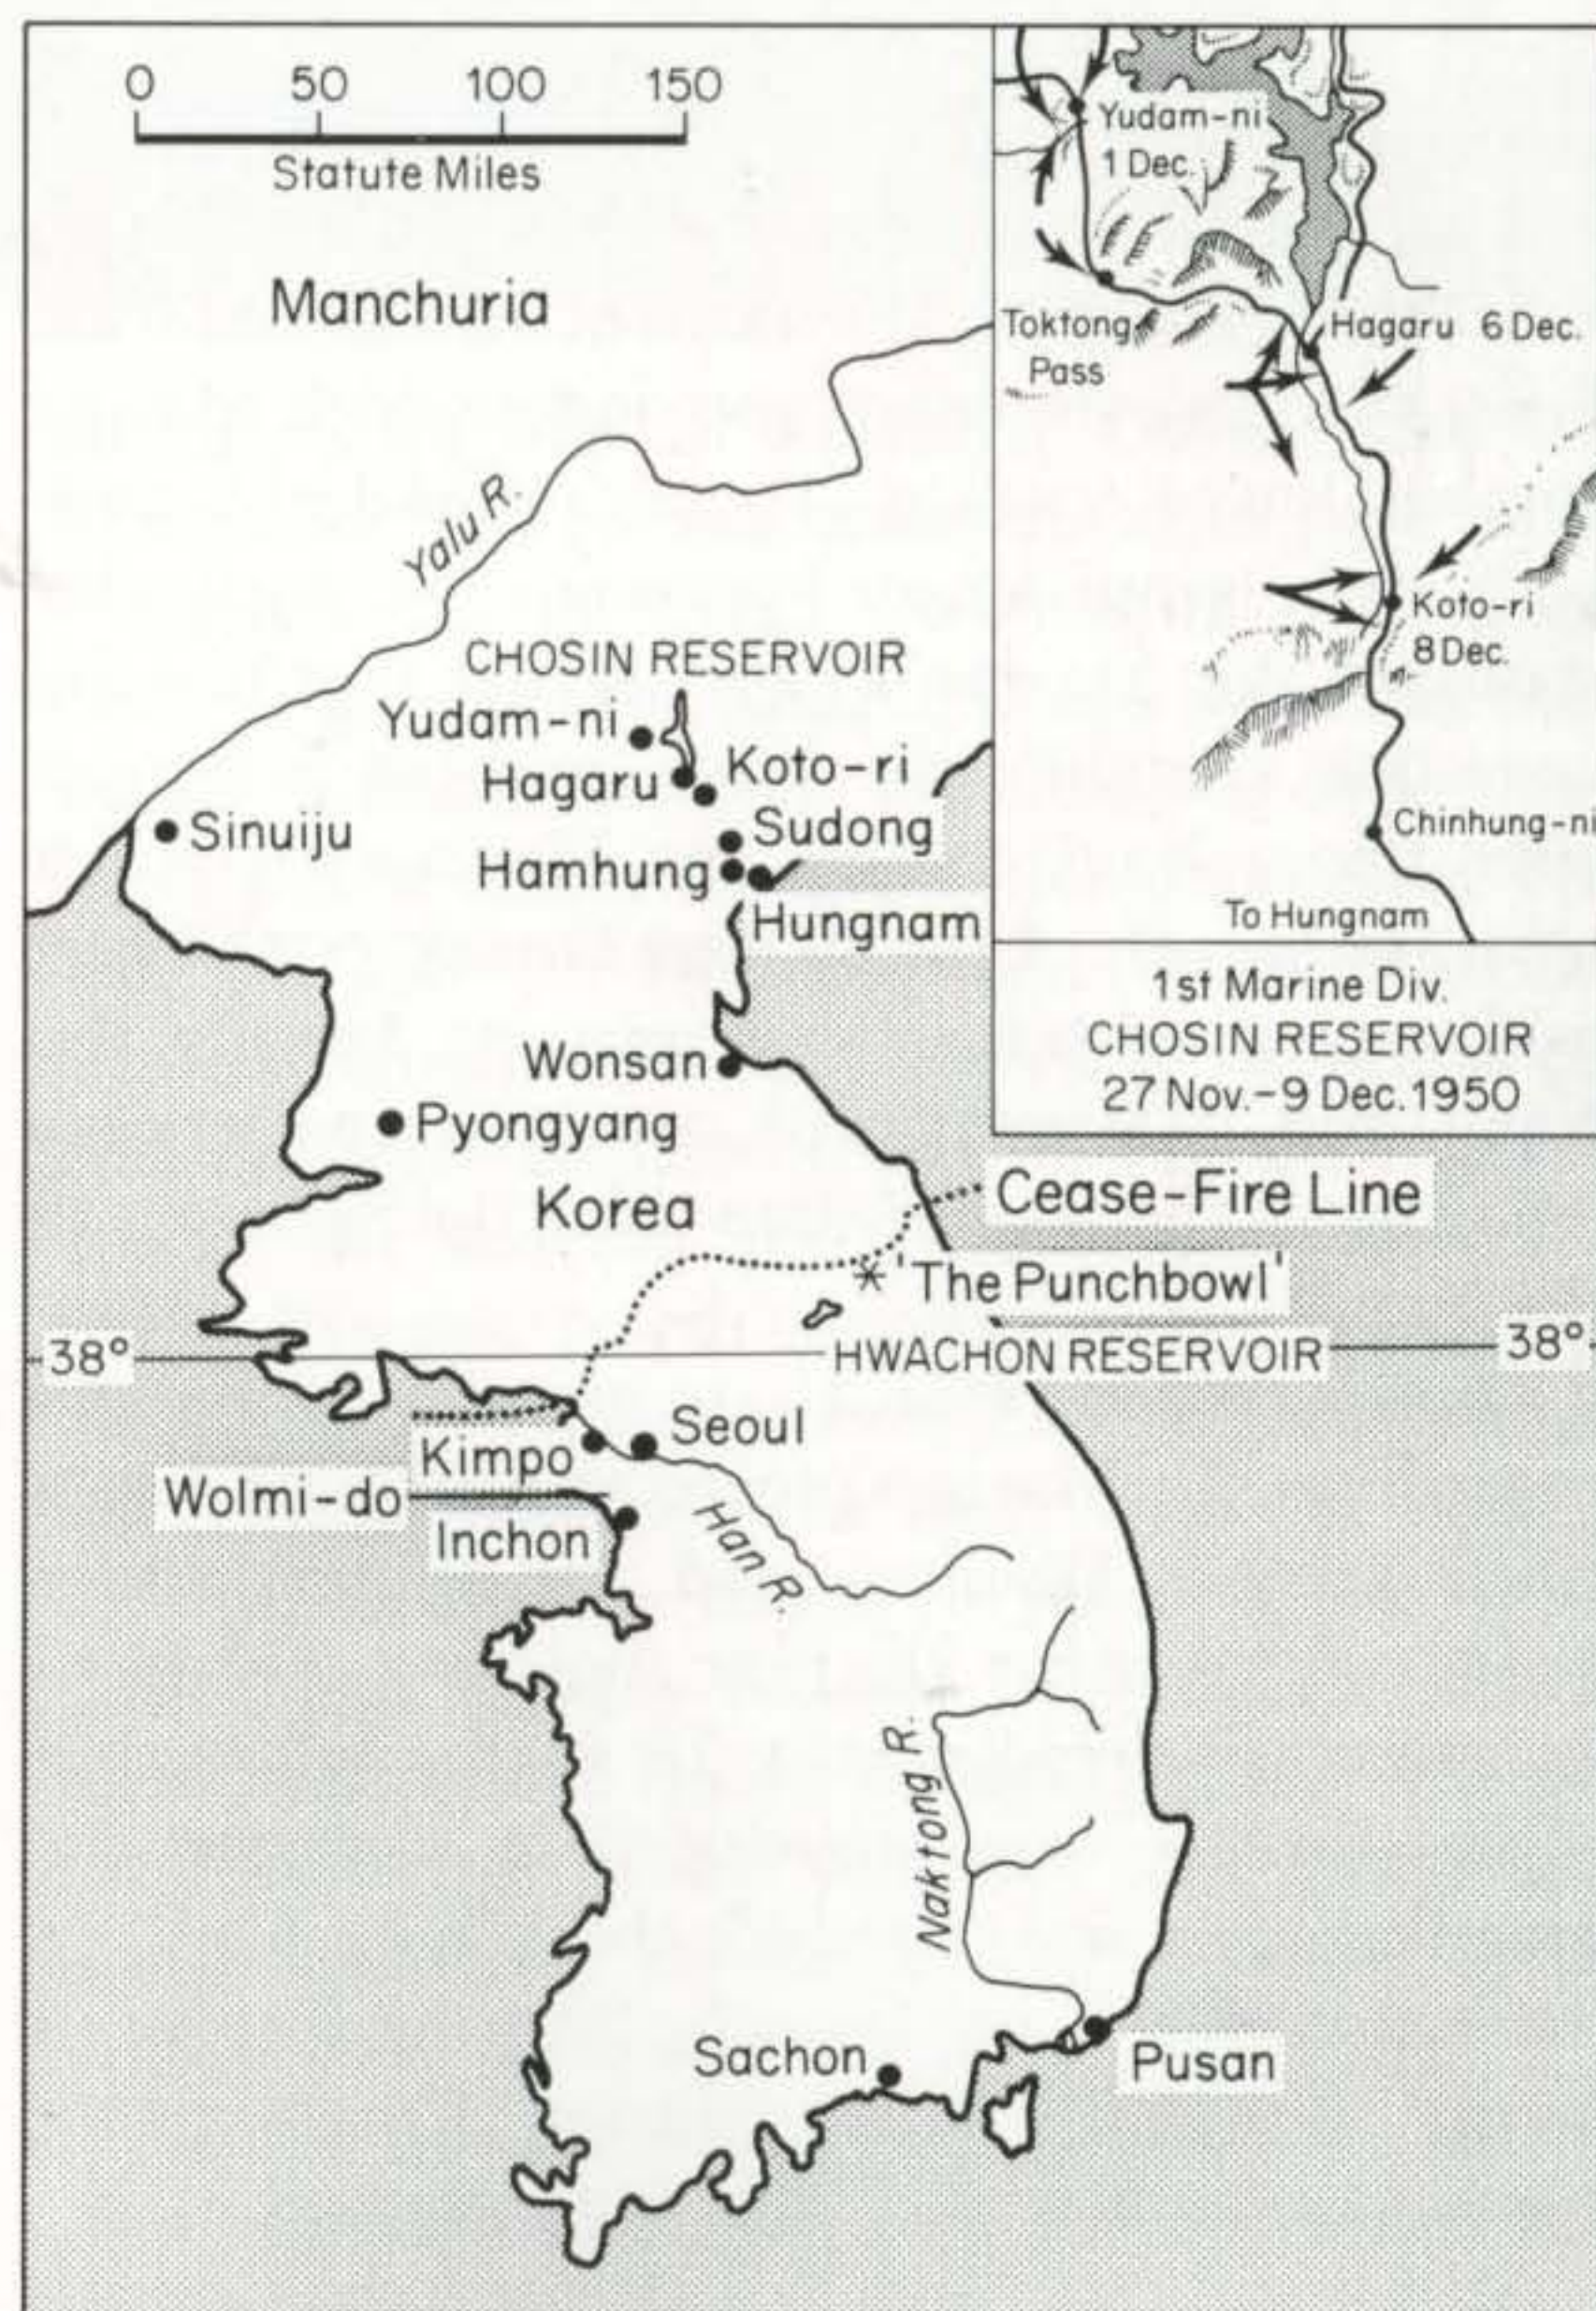 0 50 100 150
Statute Miles
Manchuria
Yalu R.
CHOSIN RESERVOIR
Yudam-ni
Hagaru
Koto-ri
Sinuiju
Sudong
Hamhung
Hungnam
Wonsan
Pyongyang
Korea
Cease-Fire Line
'The Punchbowl'
38°
HWACHON RESERVOIR
38°
Seoul
Kimpo
Wolmi-do
Inchon
Han R.
Naktong R.
Sachon
Pusan
Yudam-ni
1 Dec.
Toktong
Pass
Hagaru 6 Dec.
Koto-ri
8 Dec.
Chinhung-ni
To Hungnam
1st Marine Div.
CHOSIN RESERVOIR
27 Nov.-9 Dec. 1950